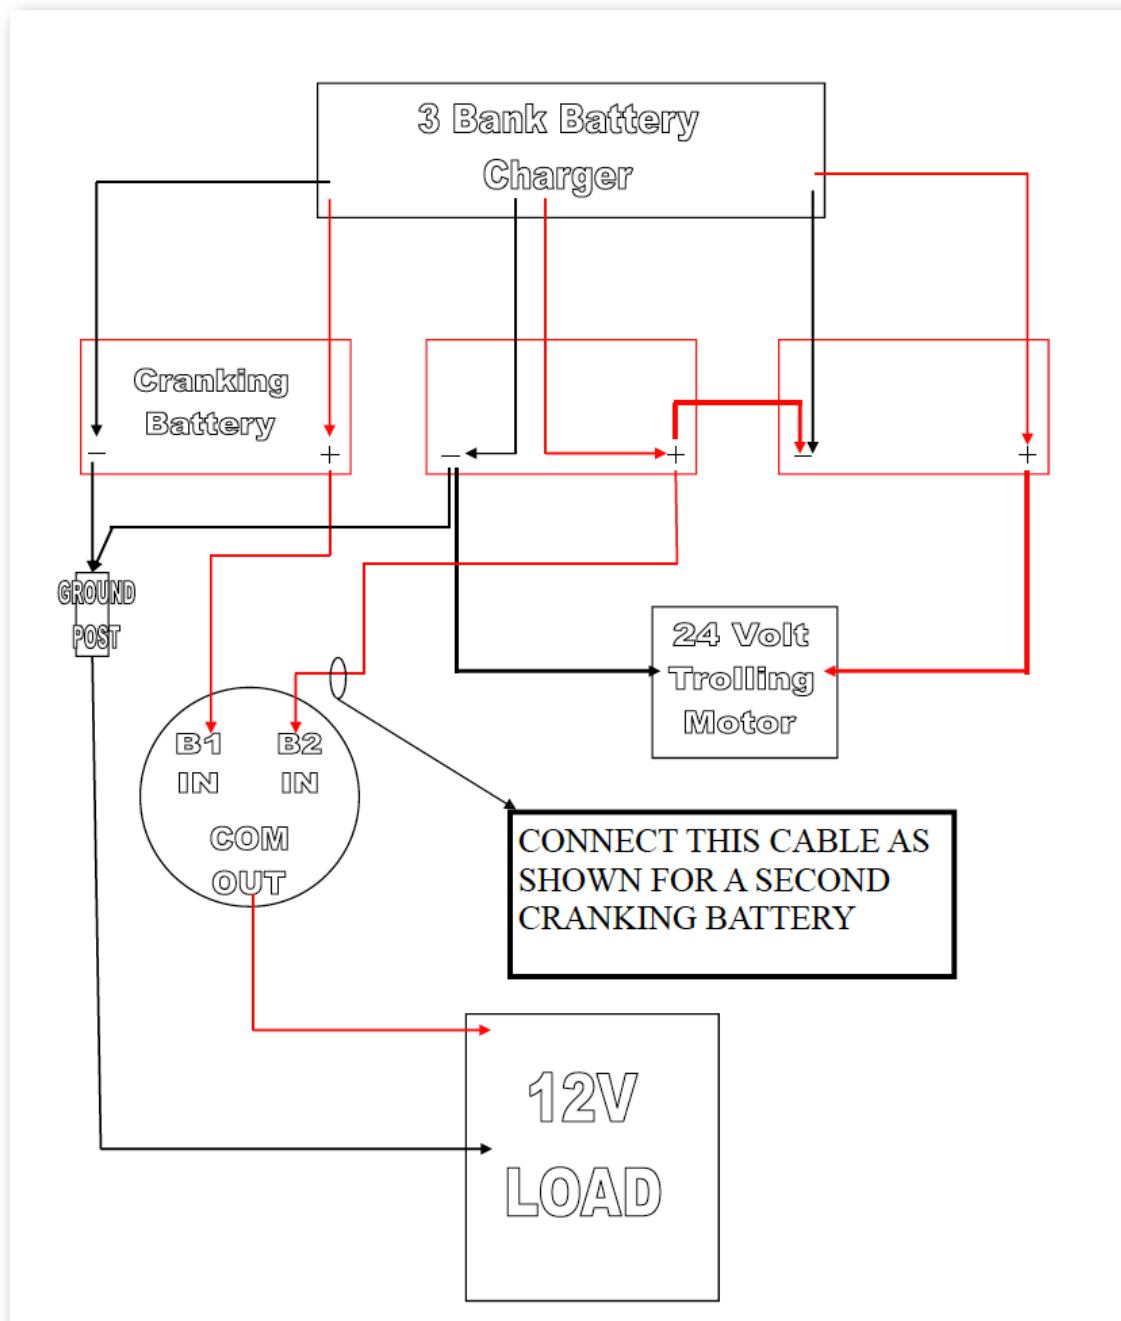 3 Bank Battery
Charger
Cranking
Battery
− +
− +
− +
GROUND
POST
24 Volt
Trolling
Motor
B1
IN
B2
IN
COM
OUT
CONNECT THIS CABLE AS
SHOWN FOR A SECOND
CRANKING BATTERY
12V
LOAD